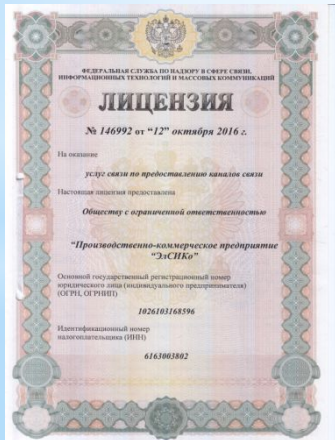 ФЕДЕРАЛЬНАЯ СЛУЖБА ПО НАДЗОРУ В СФЕРЕ СВЯЗИ,
ИНФОРМАЦИОННЫХ ТЕХНОЛОГИЙ И МАССОВЫХ КОММУНИКАЦИЙ
ЛИЦЕНЗИЯ
№ 146992 от “12” октября 2016 г.
На оказание
услуг связи по предоставлению каналов связи
Настоящая лицензия предоставлена
Обществу с ограниченной ответственностью
“Производственно-коммерческое предприятие
“ЭлСИКо”
Основной государственный регистрационный номер
юридического лица (индивидуального предпринимателя)
(ОГРН, ОГРНИП)
1026103168596
Идентификационный номер
налогоплательщика (ИНН)
6163003802